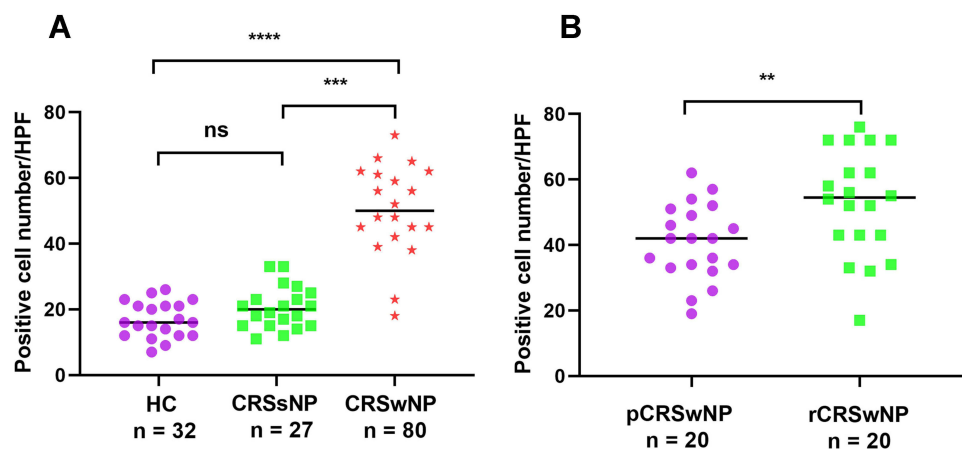 A
****
***
ns
Positive cell number/HPF
80
60
40
20
0
HC
n = 32
CRSsNP
n = 27
CRSwNP
n = 80
B
**
Positive cell number/HPF
80
60
40
20
0
pCRSwNP
n = 20
rCRSwNP
n = 20